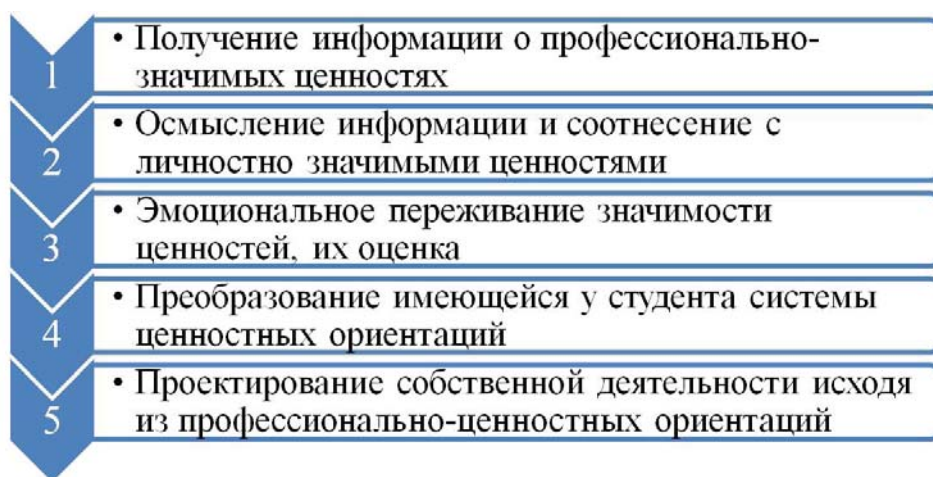 1
• Получение информации о профессионально-
значимых ценностях
2
• Осмысление информации и соотнесение с
личностно значимыми ценностями
3
• Эмоциональное переживание значимости
ценностей, их оценка
4
• Преобразование имеющейся у студента системы
ценностных ориентаций
5
• Проектирование собственной деятельности исходя
из профессионально-ценностных ориентаций